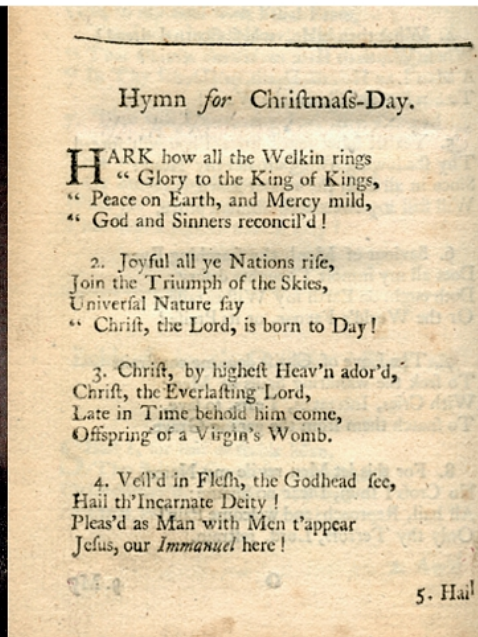 Hymn for Chriſtmaſs-Day.
HARK how all the Welkin rings
“ Glory to the King of Kings,
“ Peace on Earth, and Mercy mild,
“ God and Sinners reconcil'd !
2. Joyful all ye Nations riſe,
Join the Triumph of the Skies,
Univerſal Nature ſay
“ Chriſt, the Lord, is born to Day !
3. Chriſt, by higheſt Heav'n ador'd,
Chriſt, the Everlaſting Lord,
Late in Time behold him come,
Offspring of a Virgin's Womb.
4. Veil'd in Fleſh, the Godhead ſee,
Hail th'Incarnate Deity !
Pleas'd as Man with Men t'appear
Jeſus, our Immanuel here !
5. Hail